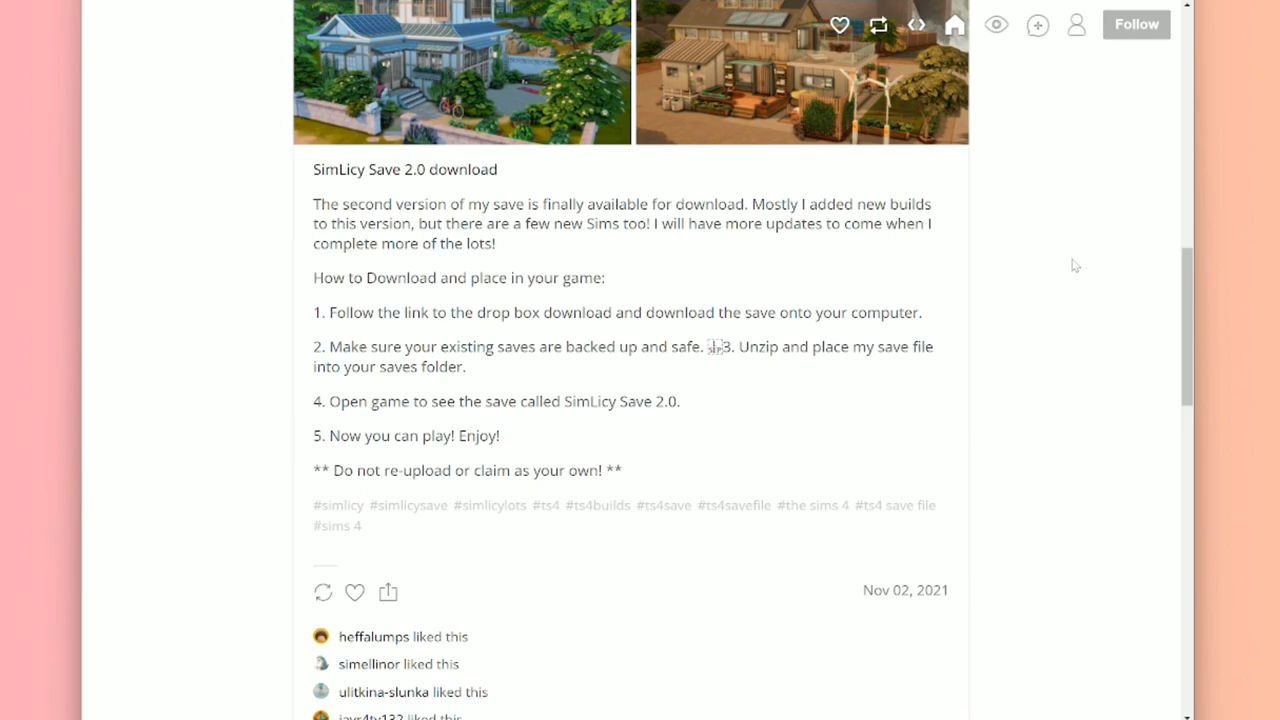 Follow
SimLicy Save 2.0 download
The second version of my save is finally available for download. Mostly I added new builds
to this version, but there are a few new Sims too! I will have more updates to come when I
complete more of the lots!
How to Download and place in your game:
1. Follow the link to the drop box download and download the save onto your computer.
2. Make sure your existing saves are backed up and safe. 3. Unzip and place my save file
into your saves folder.
4. Open game to see the save called SimLicy Save 2.0.
5. Now you can play! Enjoy!
** Do not re-upload or claim as your own! **
#simlicy #simlicysave #simlicylots #ts4 #ts4builds #ts4save #ts4savefile #the sims 4 #ts4 save file
#sims 4
Nov 02, 2021
heffalumps liked this
simellinor liked this
ulitkina-slunka liked this
liked this